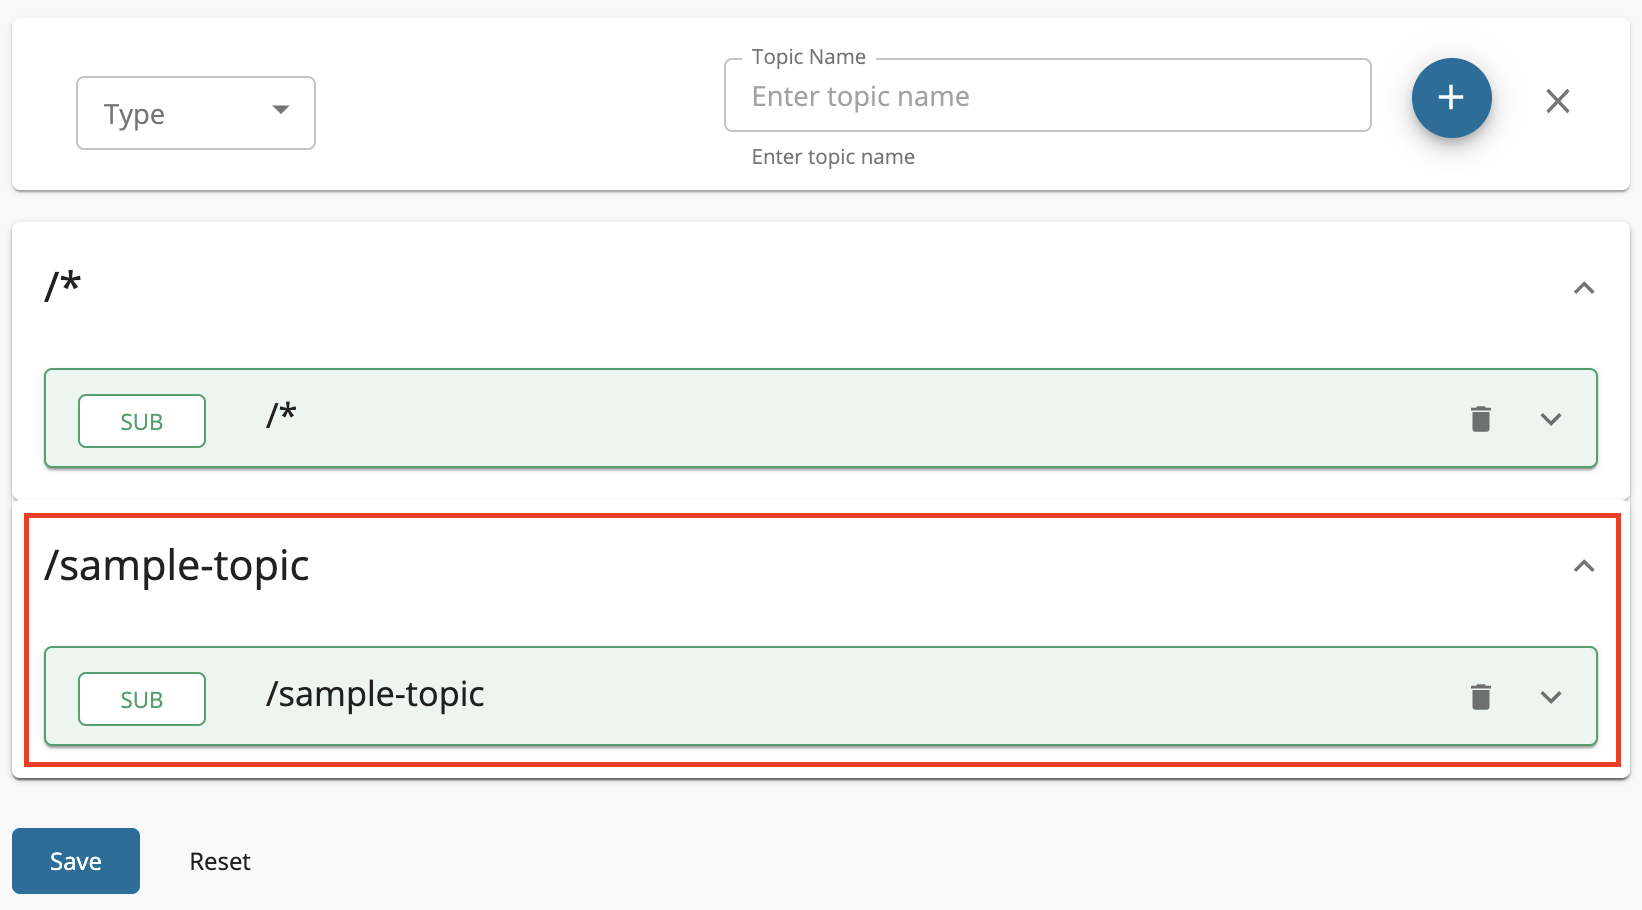 Topic Name
Type
Enter topic name
Enter topic name
/*
SUB /*
/sample-topic
SUB /sample-topic
Save Reset